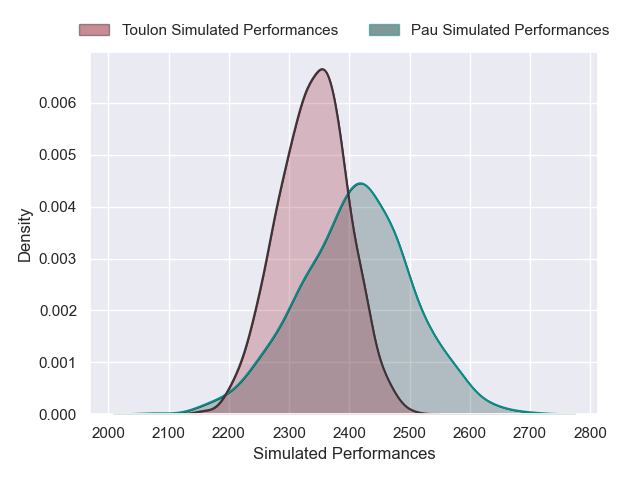 Toulon Simulated Performances
Pau Simulated Performances
Density
0.006
0.005
0.004
0.003
0.002
0.001
0.000
2000 2100 2200 2300 2400 2500 2600 2700 2800
Simulated Performances